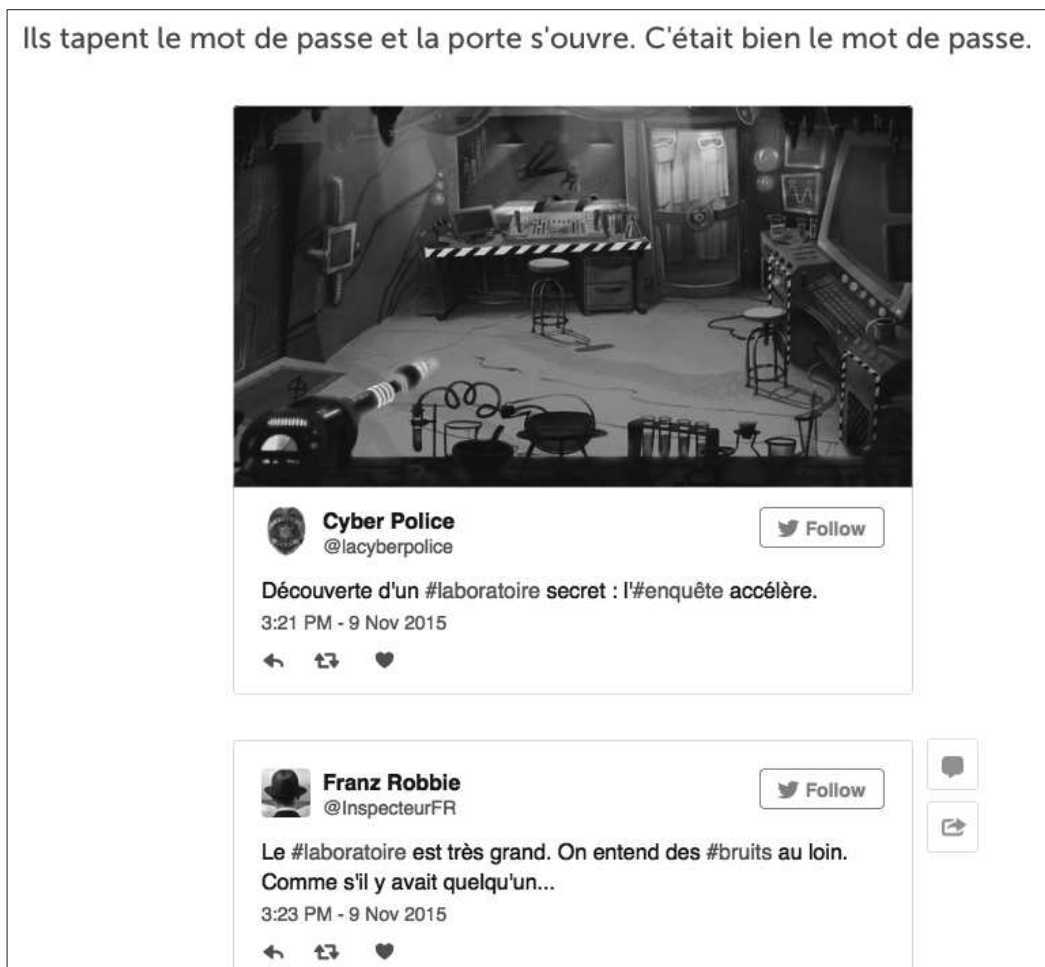 Ils tapent le mot de passe et la porte s'ouvre. C'était bien le mot de passe.
Cyber Police
@lacyberpolice
Follow
Découverte d'un #laboratoire secret : l'#enquête accélère.
3:21 PM - 9 Nov 2015
Franz Robbie
@InspecteurFR
Follow
Le #laboratoire est très grand. On entend des #bruits au loin.
Comme s'il y avait quelqu'un...
3:23 PM - 9 Nov 2015